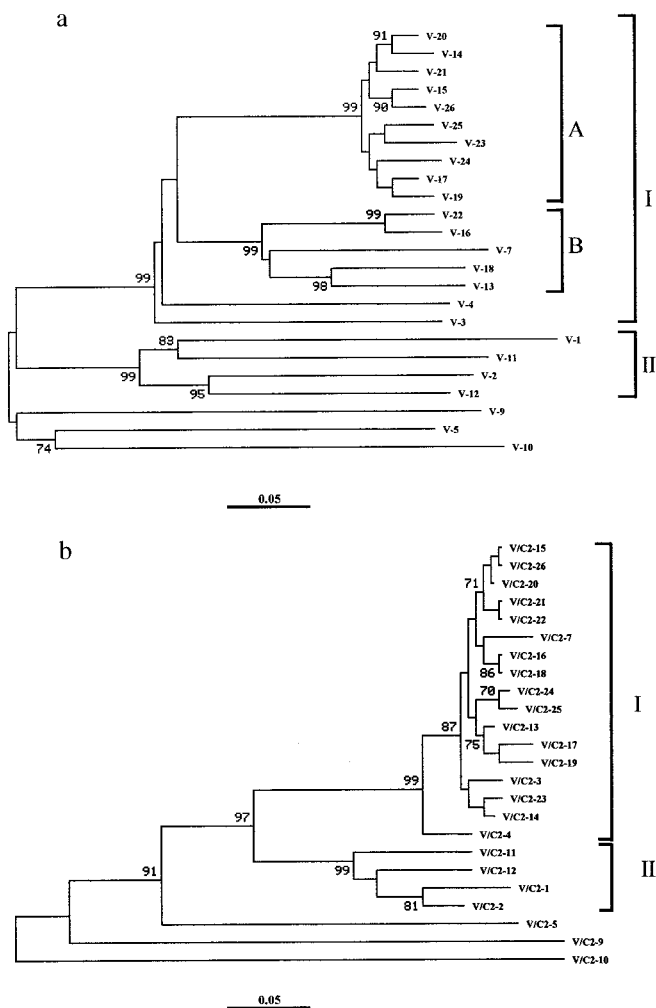 a
91
V-20
V-14
V-21
V-15
99
90
V-26
V-25
A
V-23
V-24
V-17
V-19
I
99
V-22
V-16
99
V-7
B
V-18
98
V-13
99
V-4
V-3
83
V-1
V-11
99
II
V-2
95
V-12
V-9
V-5
74
V-10
0.05
b
V/C2-15
V/C2-26
71
V/C2-20
V/C2-21
V/C2-22
V/C2-7
V/C2-16
86
V/C2-18
70
V/C2-24
V/C2-25
I
87
V/C2-13
75
V/C2-17
V/C2-19
99
V/C2-3
V/C2-23
V/C2-14
97
V/C2-4
V/C2-11
99
V/C2-12
II
91
V/C2-1
81
V/C2-2
V/C2-5
V/C2-9
V/C2-10
0.05